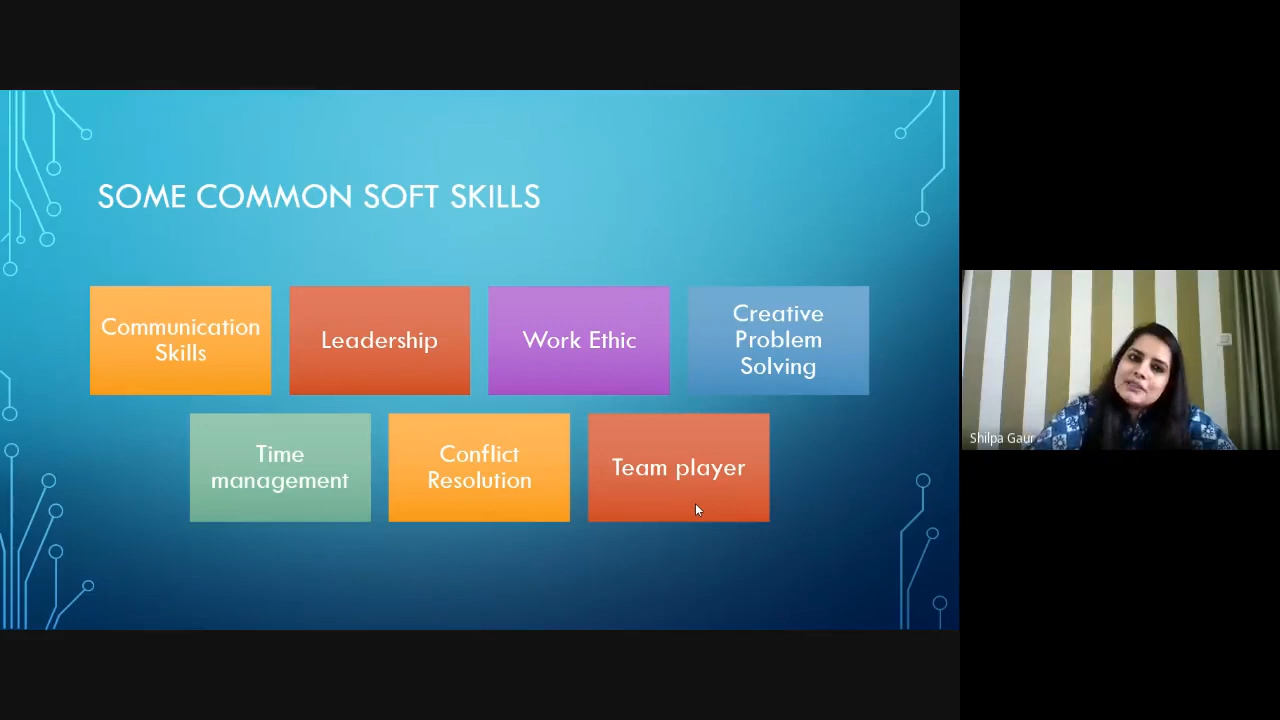 SOME COMMON SOFT SKILLS
Communication
Skills
Leadership
Work Ethic
Creative
Problem
Solving
Time
management
Conflict
Resolution
Team player
Shilpa Gaur